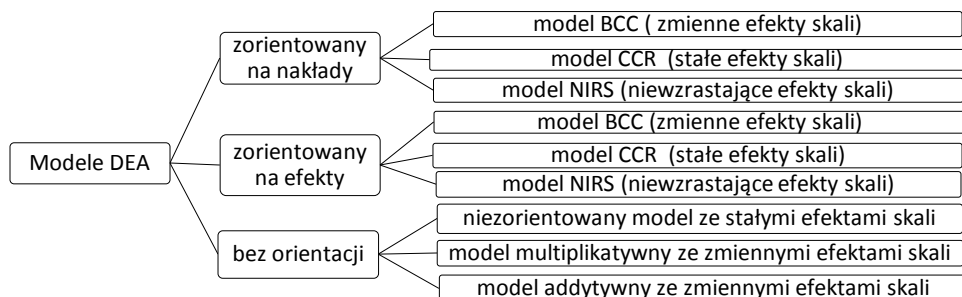 Modele DEA
zorientowany
na nakłady
model BCC ( zmienne efekty skali)
model CCR (stałe efekty skali)
model NIRS (niewzrastające efekty skali)
zorientowany
na efekty
model BCC (zmienne efekty skali)
model CCR (stałe efekty skali)
model NIRS (niewzrastające efekty skali)
bez orientacji
niezorientowany model ze stałymi efektami skali
model multiplikatywny ze zmiennymi efektami skali
model addytywny ze zmiennymi efektami skali